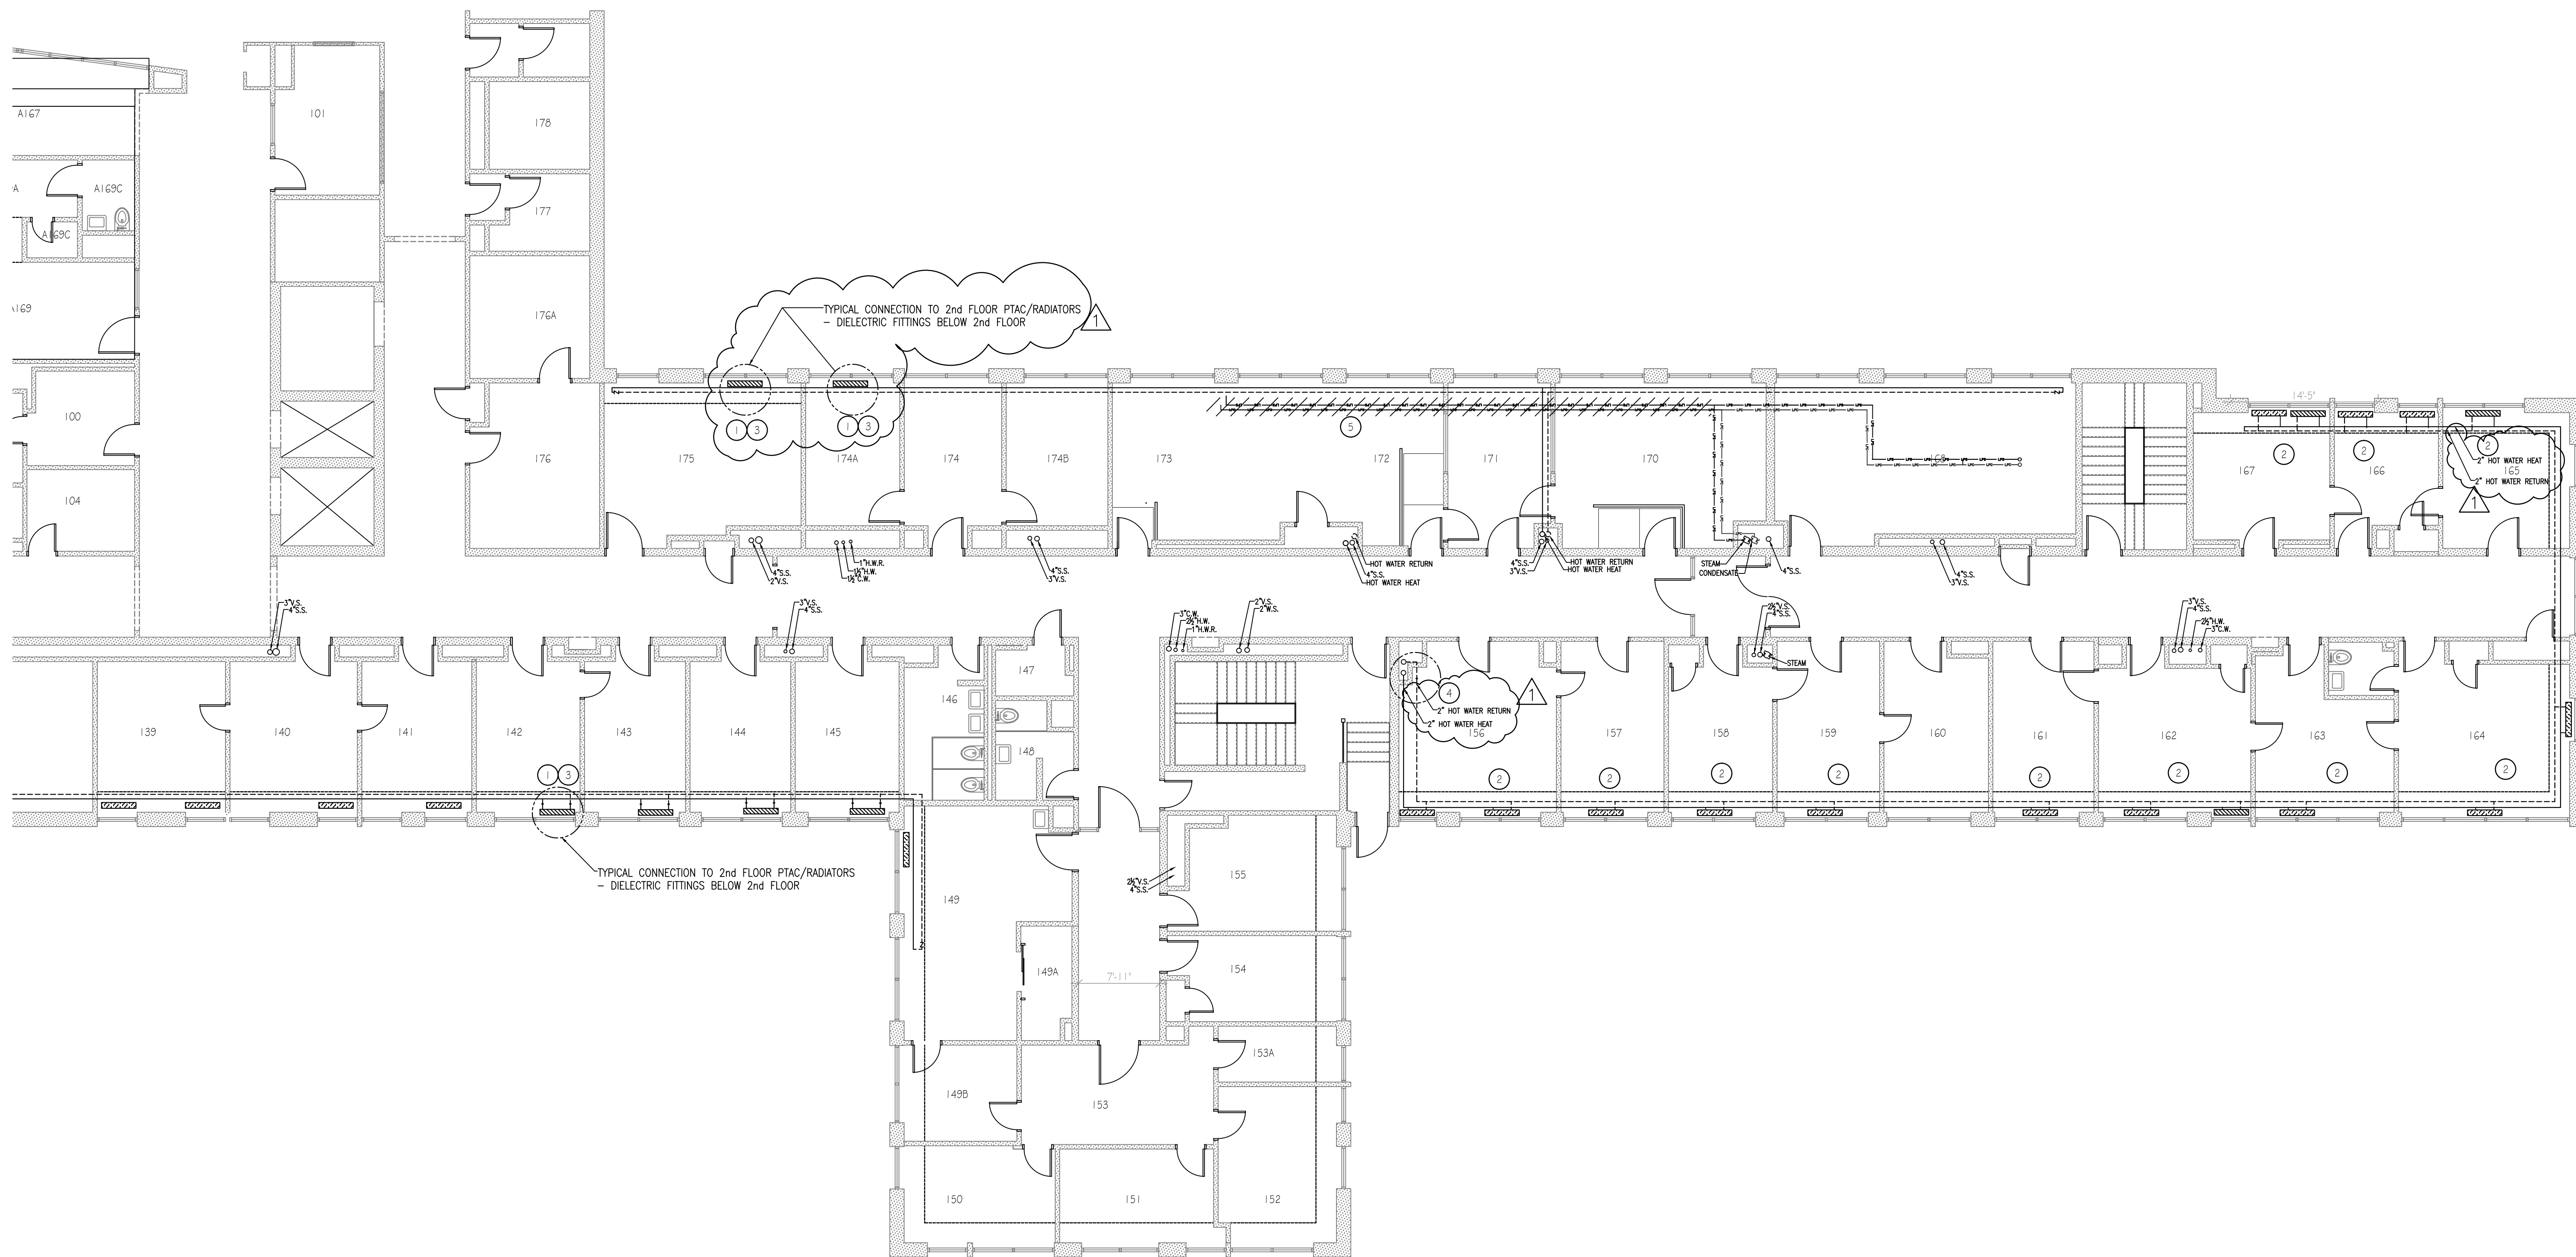 A167
101
178
A169C
177
A169C
176A
TYPICAL CONNECTION TO 2nd FLOOR PTAC/RADIATORS
- DIELECTRIC FITTINGS BELOW 2nd FLOOR
1
100
104
176
1 3
175
1 3
174A
174
174B
173
5
172
171
170
14'-5"
167
2
166
2
2
2" HOT WATER HEAT
165
2" HOT WATER RETURN
1
4"S.S.
2"V.S.
1"H.W.R.
1½"H.W.
1½"C.W.
4"S.S.
3"V.S.
HOT WATER RETURN
4"S.S.
HOT WATER HEAT
4"S.S.
3"V.S.
HOT WATER RETURN
HOT WATER HEAT
STEAM
CONDENSATE
4"S.S.
4"S.S.
3"V.S.
3"V.S.
4"S.S.
3"V.S.
4"S.S.
3"C.W.
2½"H.W.
1"H.W.R.
2"V.S.
2"W.S.
2½"V.S.
4"S.S.
STEAM
3"V.S.
4"S.S.
2½"H.W.
3"C.W.
139
140
141
142
143
144
145
146
147
148
4
1
2" HOT WATER RETURN
2" HOT WATER HEAT
156
157
158
159
160
161
162
163
164
1 3
2
2
2
2
2
2
2
2
TYPICAL CONNECTION TO 2nd FLOOR PTAC/RADIATORS
- DIELECTRIC FITTINGS BELOW 2nd FLOOR
2½"V.S.
4"S.S.
155
149
149A
7'-11"
154
153A
149B
153
150
151
152